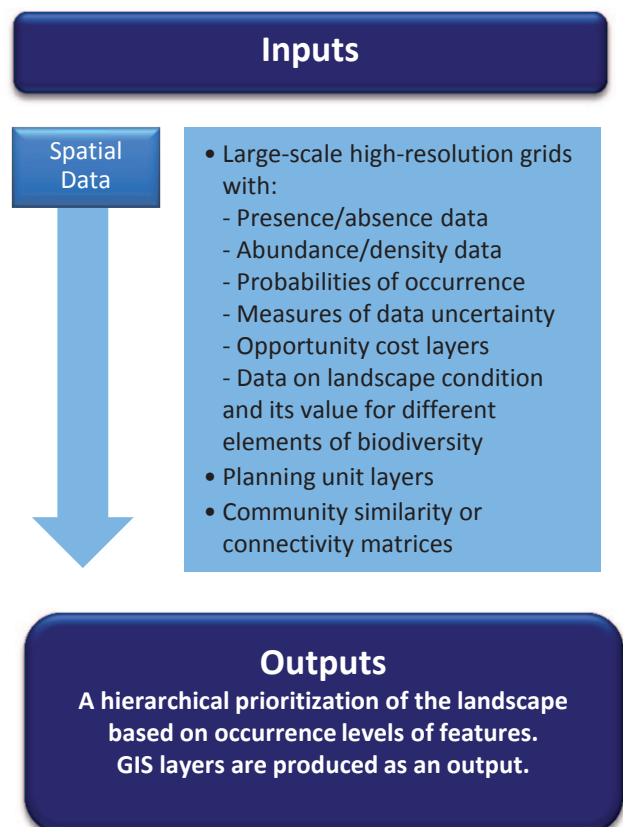 Inputs
Spatial
Data
• Large-scale high-resolution grids
with:
- Presence/absence data
- Abundance/density data
- Probabilities of occurrence
- Measures of data uncertainty
- Opportunity cost layers
- Data on landscape condition
and its value for different
elements of biodiversity
• Planning unit layers
• Community similarity or
connectivity matrices
Outputs
A hierarchical prioritization of the landscape
based on occurrence levels of features.
GIS layers are produced as an output.